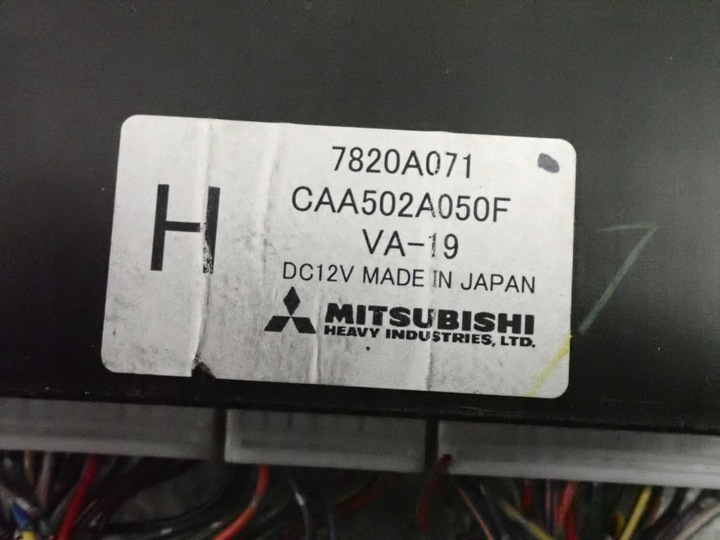 H
7820A071
CAA502A050F
VA-19
DC12V MADE IN JAPAN
MITSUBISHI
HEAVY INDUSTRIES, LTD.